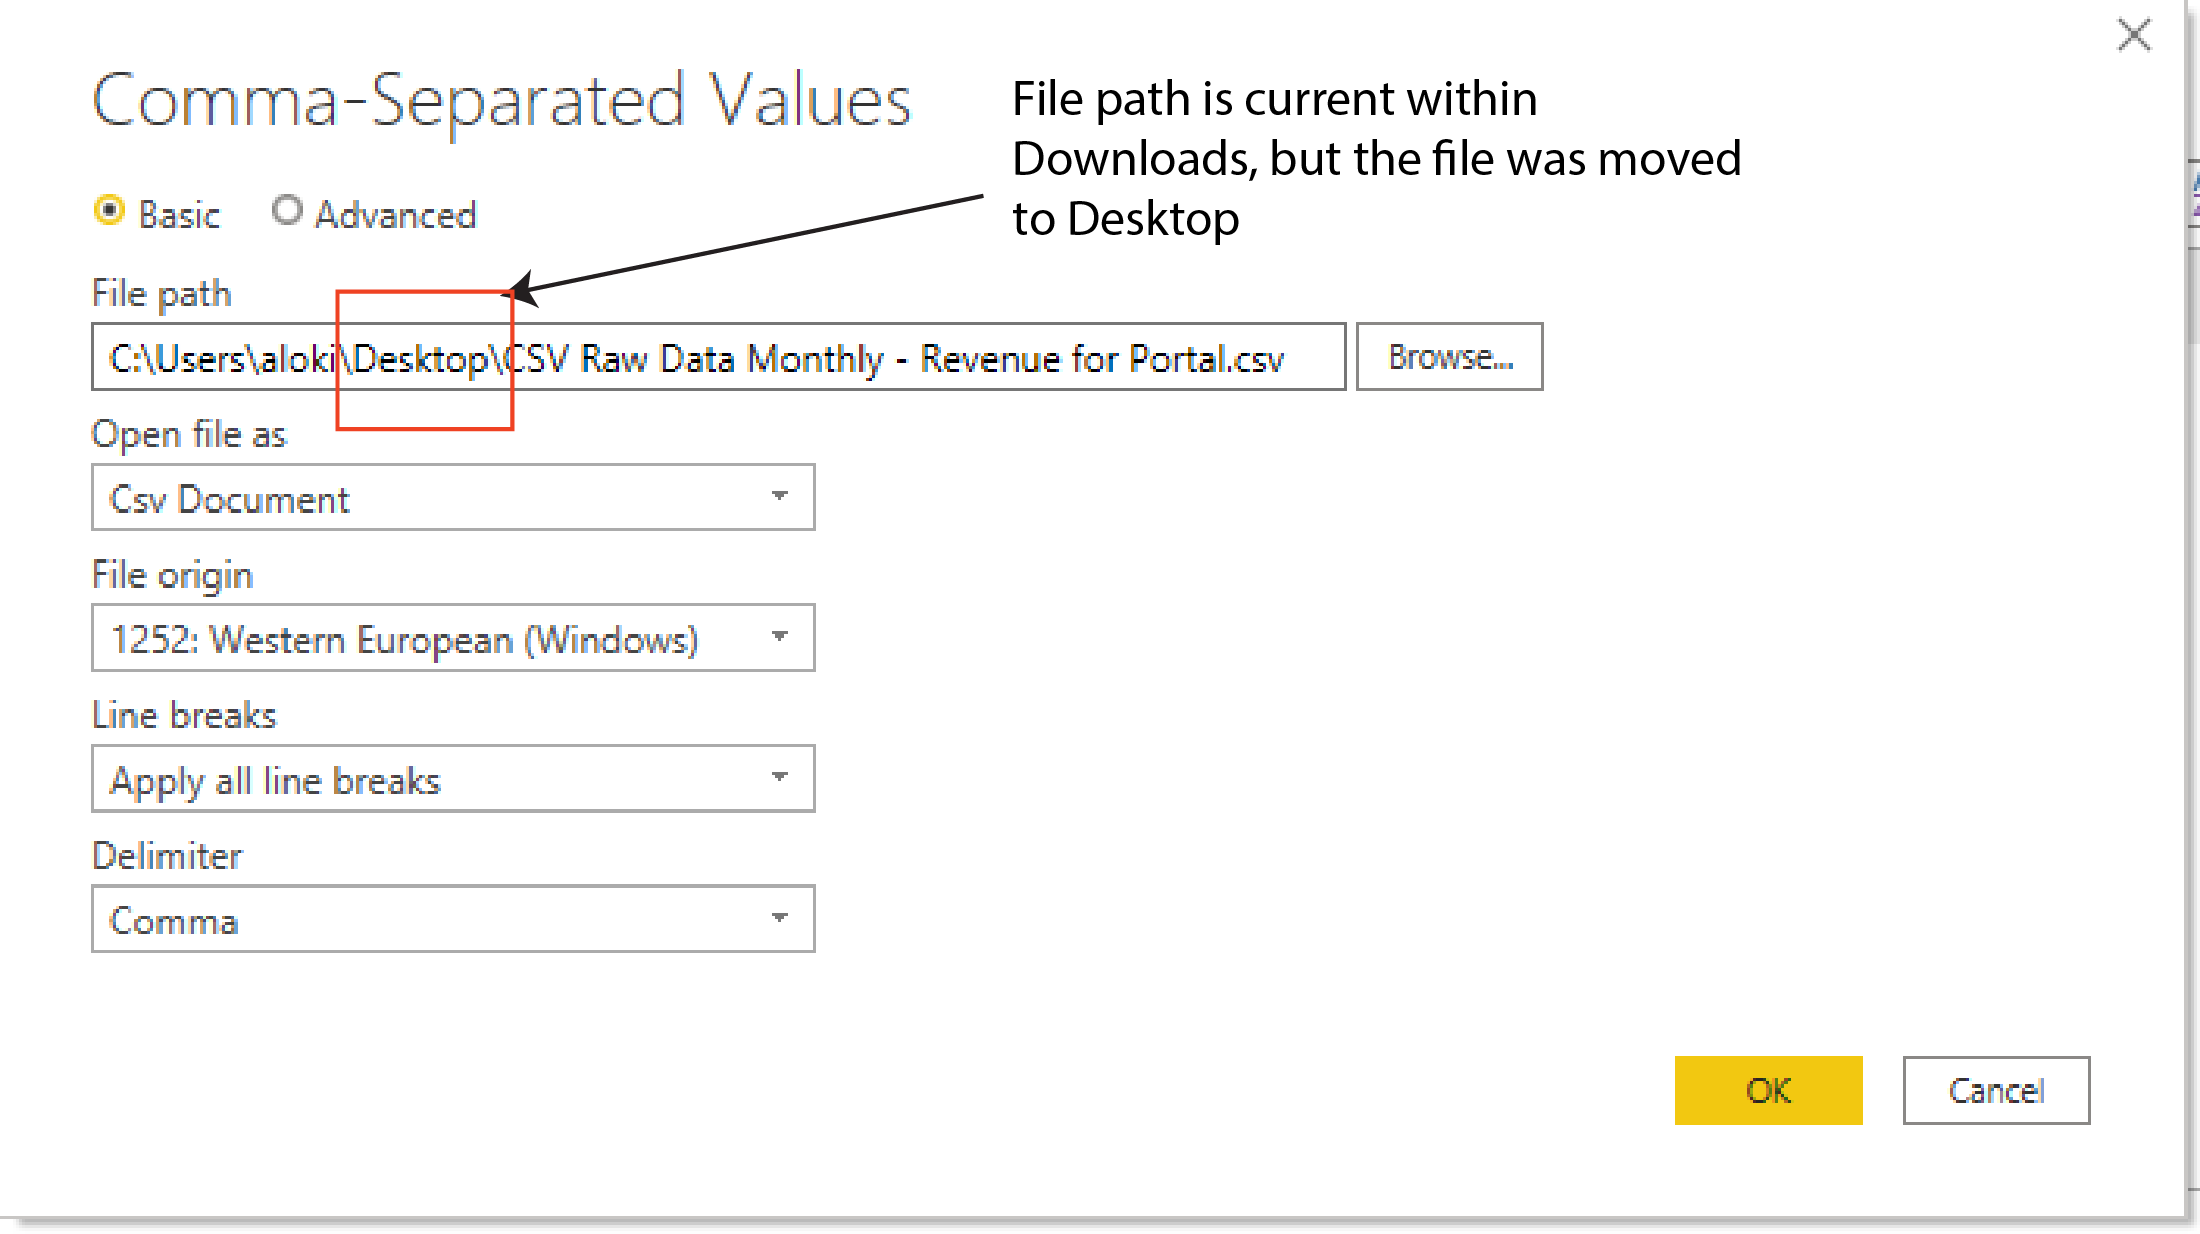 Comma-Separated Values
File path is current within
Downloads, but the file was moved
to Desktop
Basic
Advanced
File path
C:\Users\aloki\Desktop\CSV Raw Data Monthly - Revenue for Portal.csv
Browse...
Open file as
Csv Document
File origin
1252: Western European (Windows)
Line breaks
Apply all line breaks
Delimiter
Comma
OK
Cancel